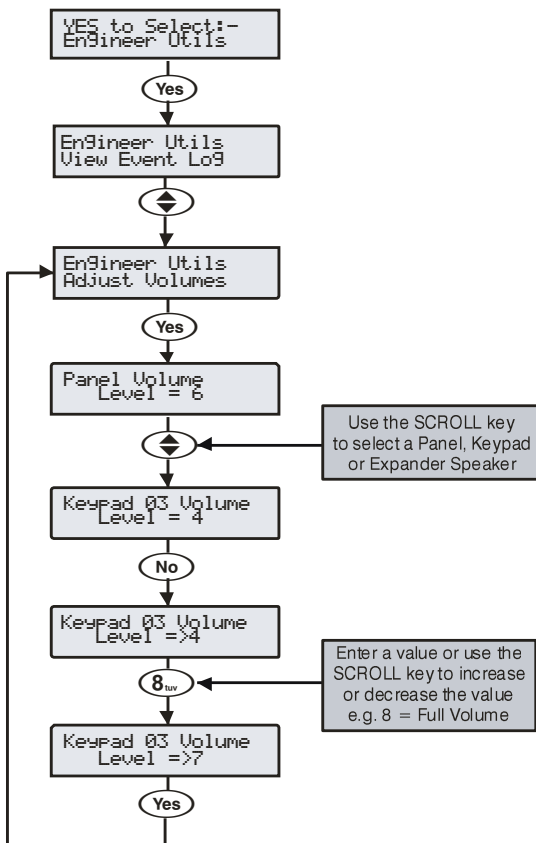 YES to Select:-
Engineer Utils
Yes
Engineer Utils
View Event Log
Engineer Utils
Adjust Volumes
Yes
Panel Volume
Level = 6
Use the SCROLL key
to select a Panel, Keypad
or Expander Speaker
Keypad 03 Volume
Level = 4
No
Keypad 03 Volume
Level =>4
8tuv
Enter a value or use the
SCROLL key to increase
or decrease the value
e.g. 8 = Full Volume
Keypad 03 Volume
Level =>7
Yes